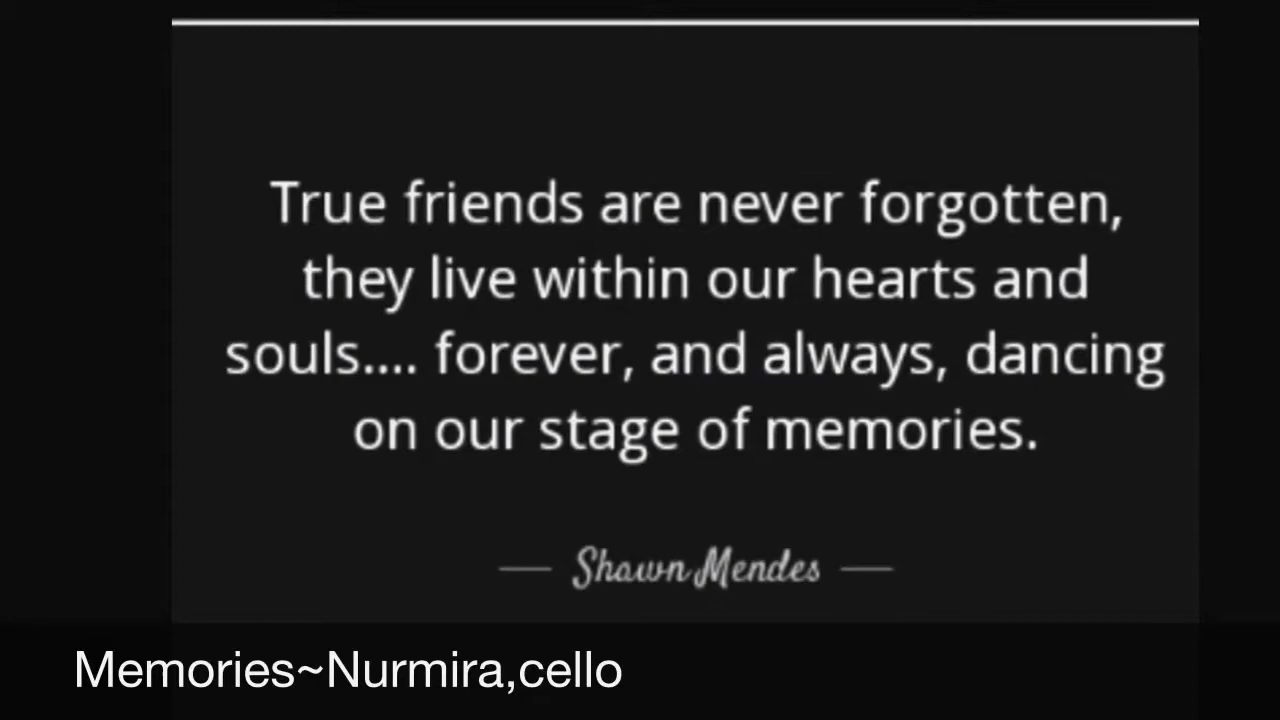 True friends are never forgotten,
they live within our hearts and
souls.... forever, and always, dancing
on our stage of memories.
Shawn Mendes
Memories~Nurmira,cello